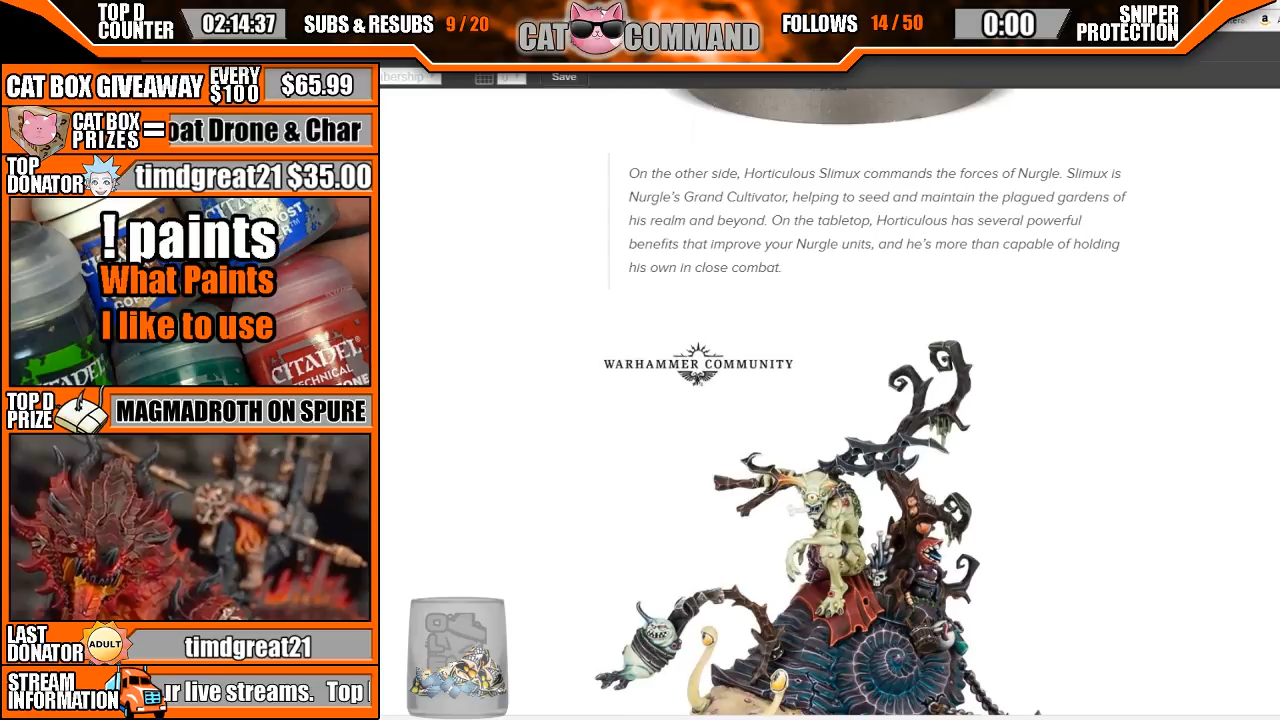 TOP D
COUNTER
02:14:37
SUBS & RESUBS 9 / 20
CAT COMMAND
FOLLOWS 14 / 50
0:00
SNIPER
PROTECTION
CAT BOX GIVEAWAY
EVERY
$100
$65.99
Save
CAT BOX
PRIZES
=
oat Drone & Char
TOP
DONATOR
timdgreat21 $35.00
! paints
What Paints
I like to use
CITADEL
TECHNICAL
TOP D
PRIZE
MAGMADROTH ON SPURE
LAST
DONATOR
ADULT
timdgreat21
STREAM
INFORMATION
ur live streams. Top
On the other side, Horticulous Slimux commands the forces of Nurgle. Slimux is
Nurgle's Grand Cultivator, helping to seed and maintain the plagued gardens of
his realm and beyond. On the tabletop, Horticulous has several powerful
benefits that improve your Nurgle units, and he's more than capable of holding
his own in close combat.
WARHAMMER COMMUNITY